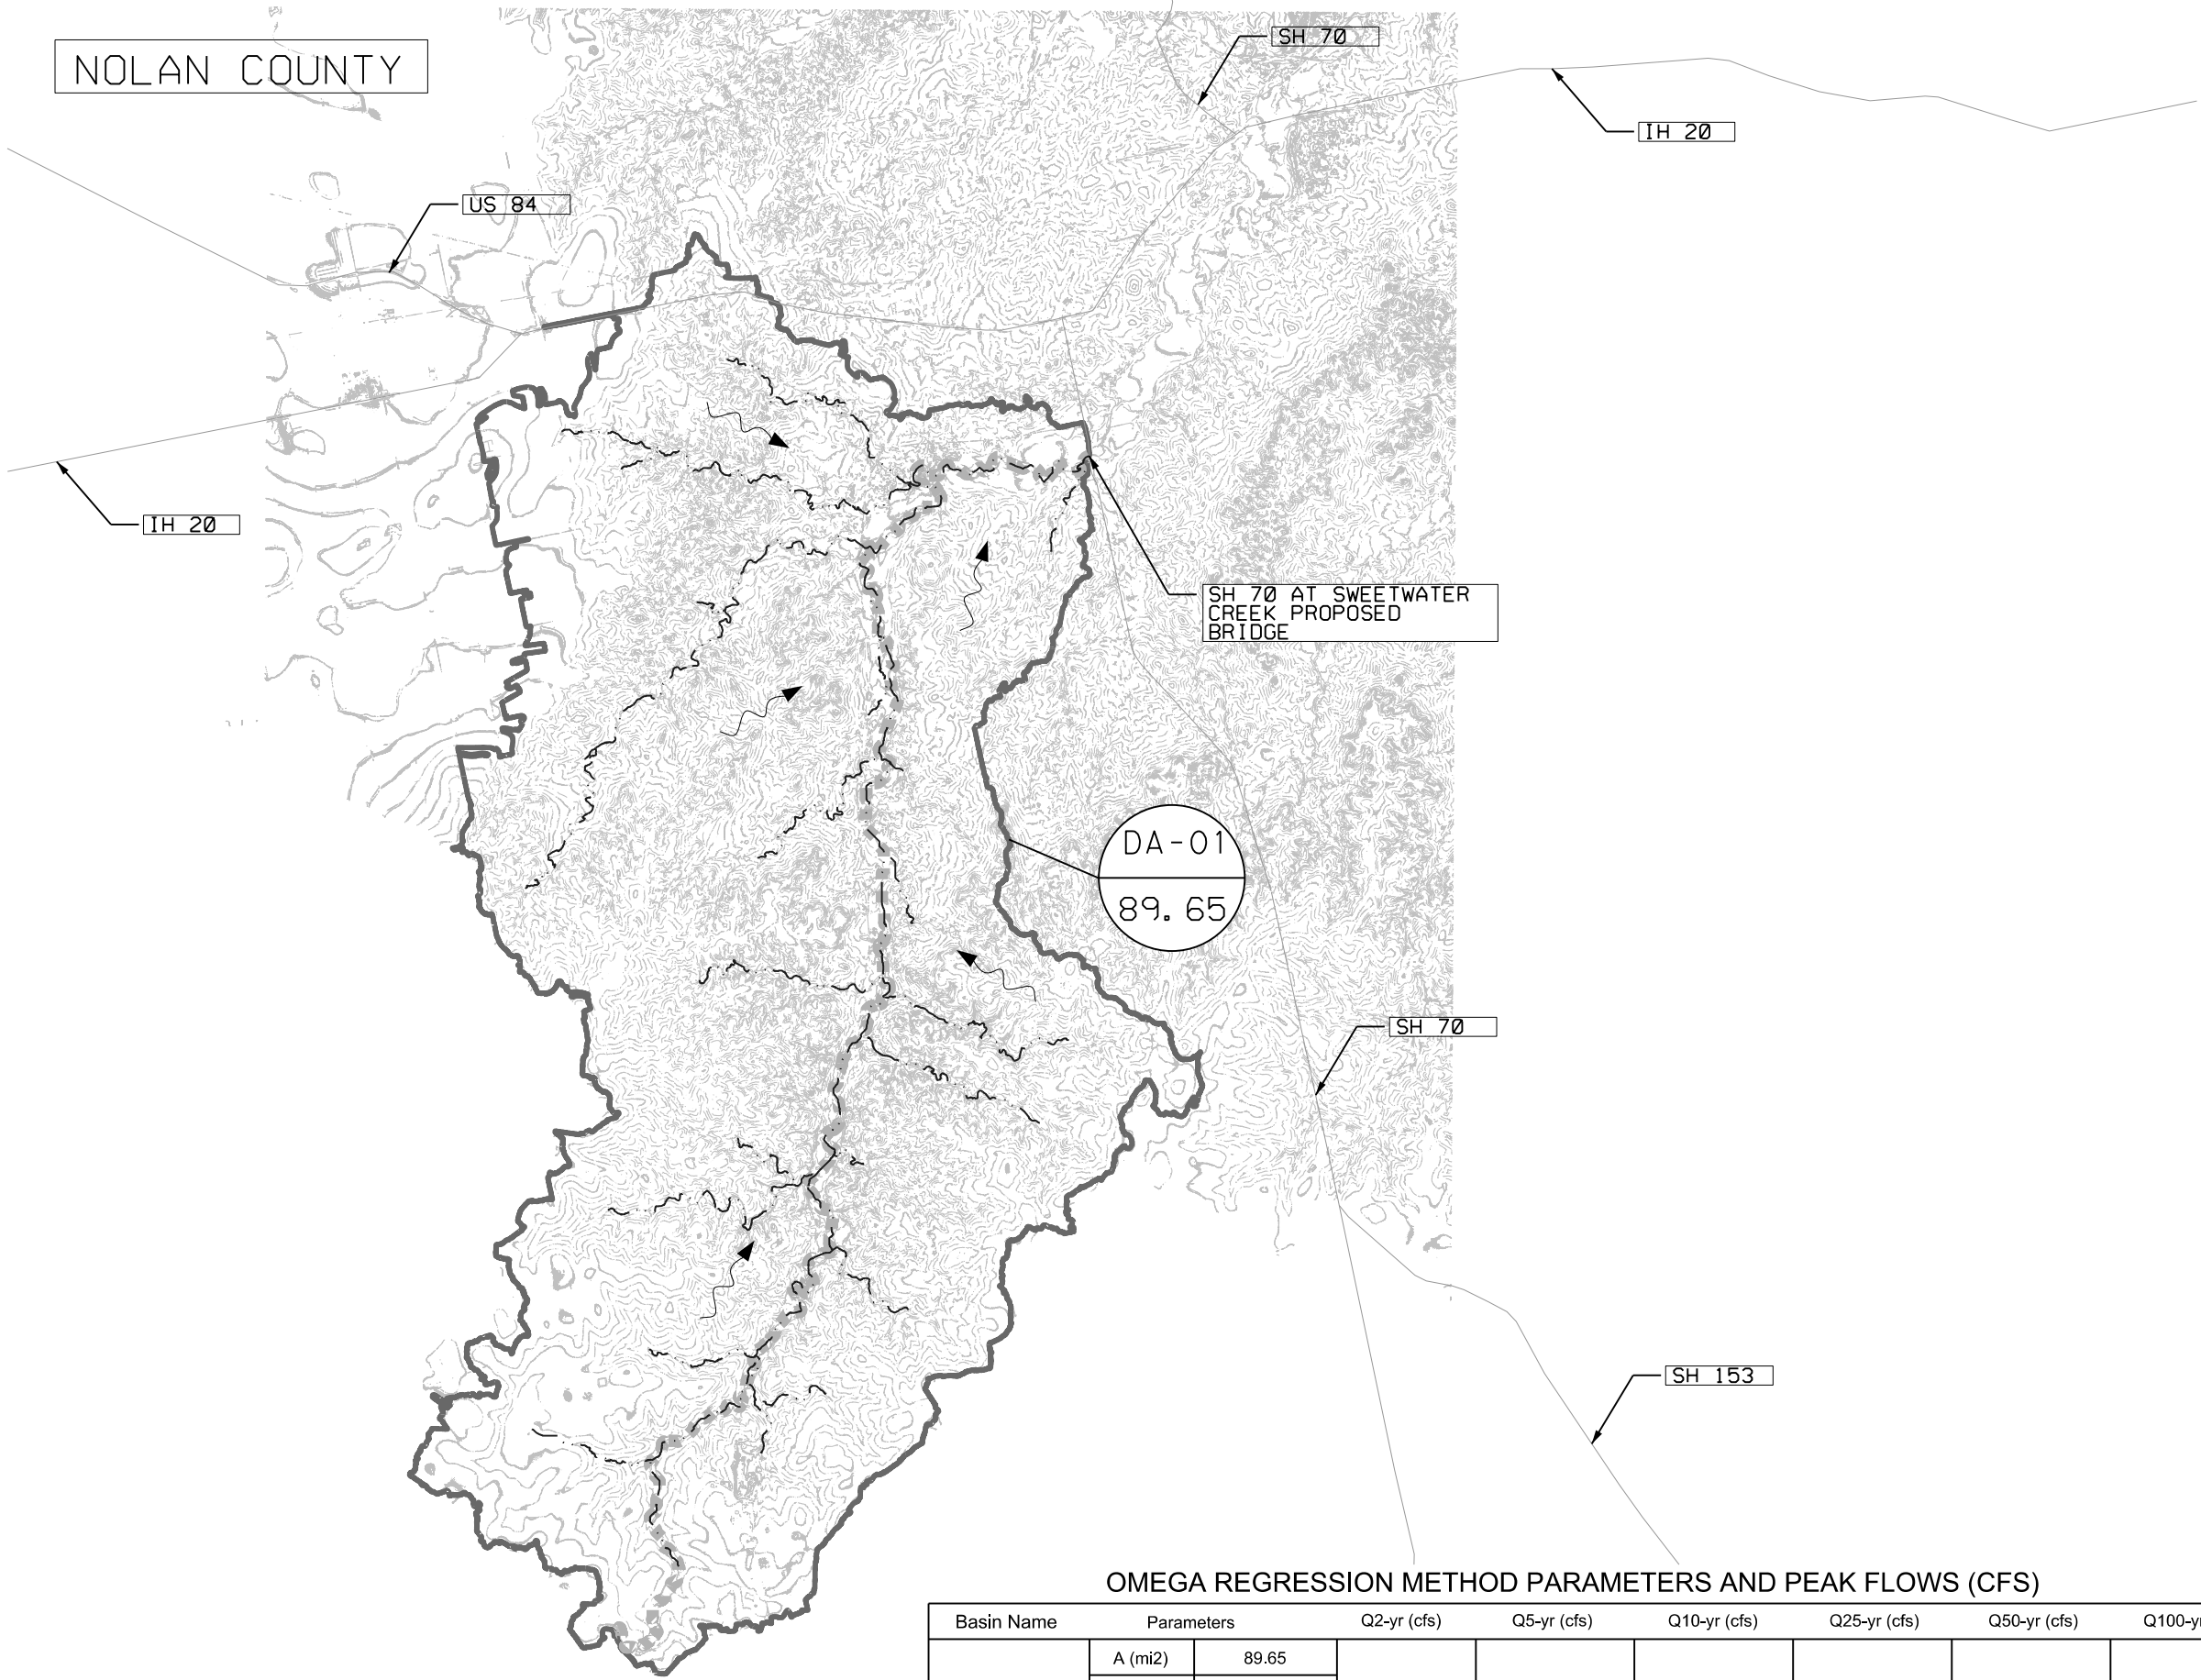 NOLAN COUNTY
SH 70
IH 20
US 84
IH 20
SH 70 AT SWEETWATER
CREEK PROPOSED
BRIDGE
DA-01
89.65
SH 70
SH 153
OMEGA REGRESSION METHOD PARAMETERS AND PEAK FLOWS (CFS)
Basin Name Parameters Q2-yr (cfs) Q5-yr (cfs) Q10-yr (cfs) Q25-yr (cfs) Q50-yr (cfs) Q100-yr
A (mi2) 89.65